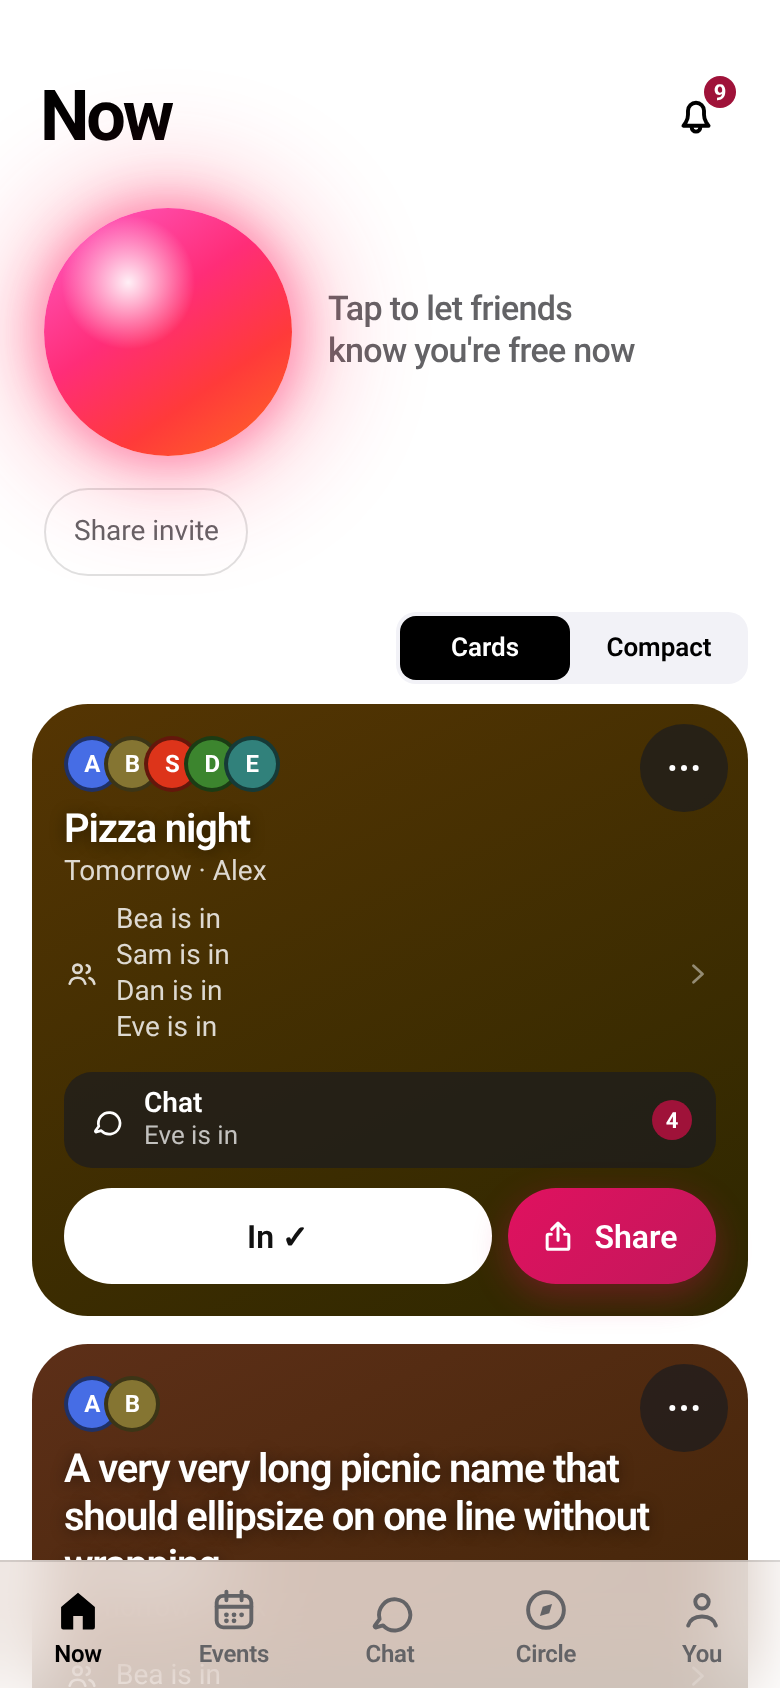 Now
9
Tap to let friends
know you're free now
Share invite
Cards
Compact
A B S D E
Pizza night
Tomorrow · Alex
Bea is in
Sam is in
Dan is in
Eve is in
Chat
Eve is in
4
In ✓
Share
A B
A very very long picnic name that
should ellipsize on one line without
wrapping
Bea is in
Now
Events
Chat
Circle
You